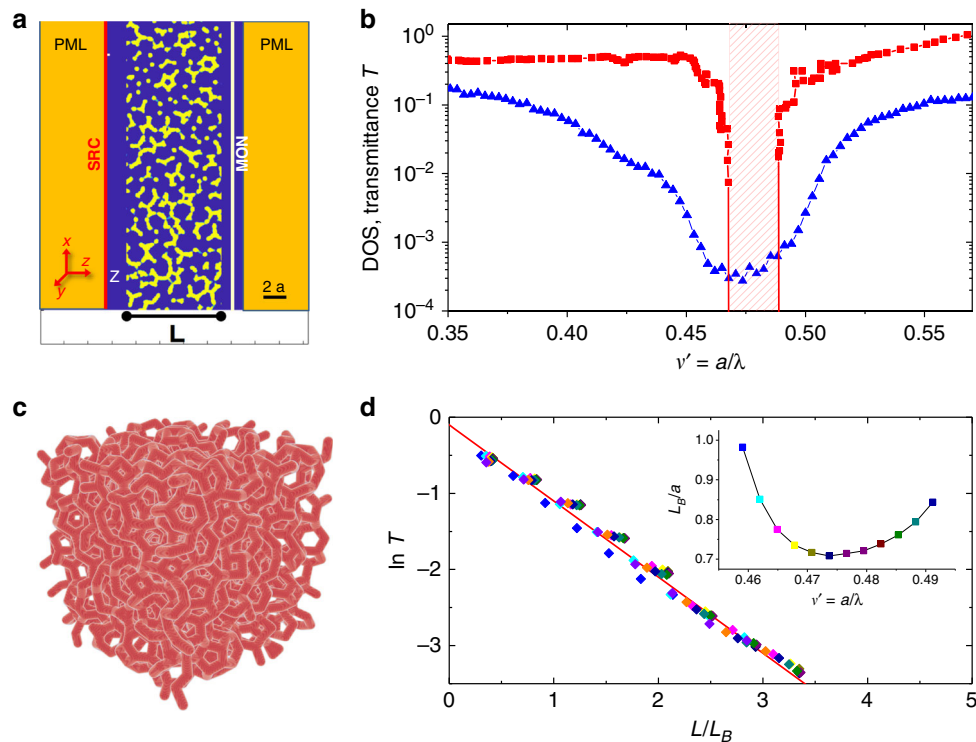 a
PML
PML
SRC
MON
x
z
y
Z
2 a
L
b
DOS, transmittance T
10⁰
10⁻¹
10⁻²
10⁻³
10⁻⁴
0.35 0.40 0.45 0.50 0.55
ν′ = a/λ
c
d
ln T
0
−1
−2
−3
0 1 2 3 4 5
L/L_B
L_B/a
1.0
0.9
0.8
0.7
0.46 0.47 0.48 0.49
ν′ = a/λ